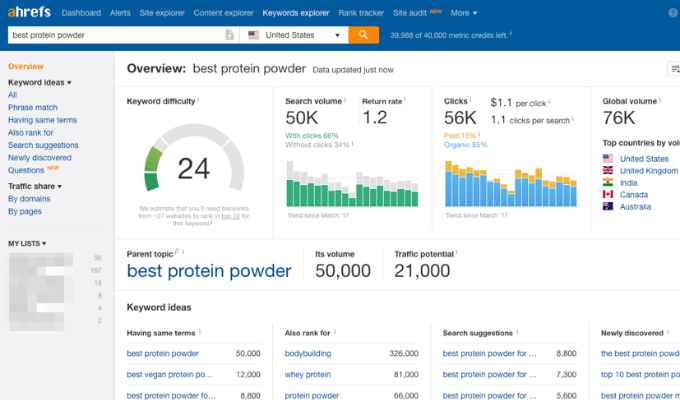 ahrefs Dashboard Alerts Site explorer Content explorer Keywords explorer Rank tracker Site audit NEW More
best protein powder United States 39,988 of 40,000 metric credits left. i
Overview
Keyword ideas
All
Phrase match
Having same terms
Also rank for
Search suggestions
Newly discovered
Questions NEW
Traffic share
By domains
By pages
MY LISTS
56
167
18
8
4
2
Overview: best protein powder Data updated just now
Keyword difficulty i
24
We estimate that you'll need backlinks
from ~27 websites to rank in top 10 for
this keyword i
Search volume i Return rate i
50K 1.2
With clicks 66%
Without clicks 34% i
Trend since March '17
Clicks i $1.1 per click i
56K 1.1 clicks per search i
Paid 15% i
Organic 85%
Trend since March '17
Global volume i
76K
Top countries by
United States
United Kingdom
India
Canada
Australia
Parent topic i Its volume Traffic potential i
best protein powder 50,000 21,000
Keyword ideas
Having same terms i Also rank for i Search suggestions i Newly discovered i
best protein powder 50,000 bodybuilding 326,000 best protein powder for ... 8,800 the best protein
best vegan protein po... 12,000 whey protein 81,000 best protein powder for ... 7,300 top 10 best protein
best protein powder fo... 8,800 protein powder 66,000 best protein powder for ... 5,600 best protein powder